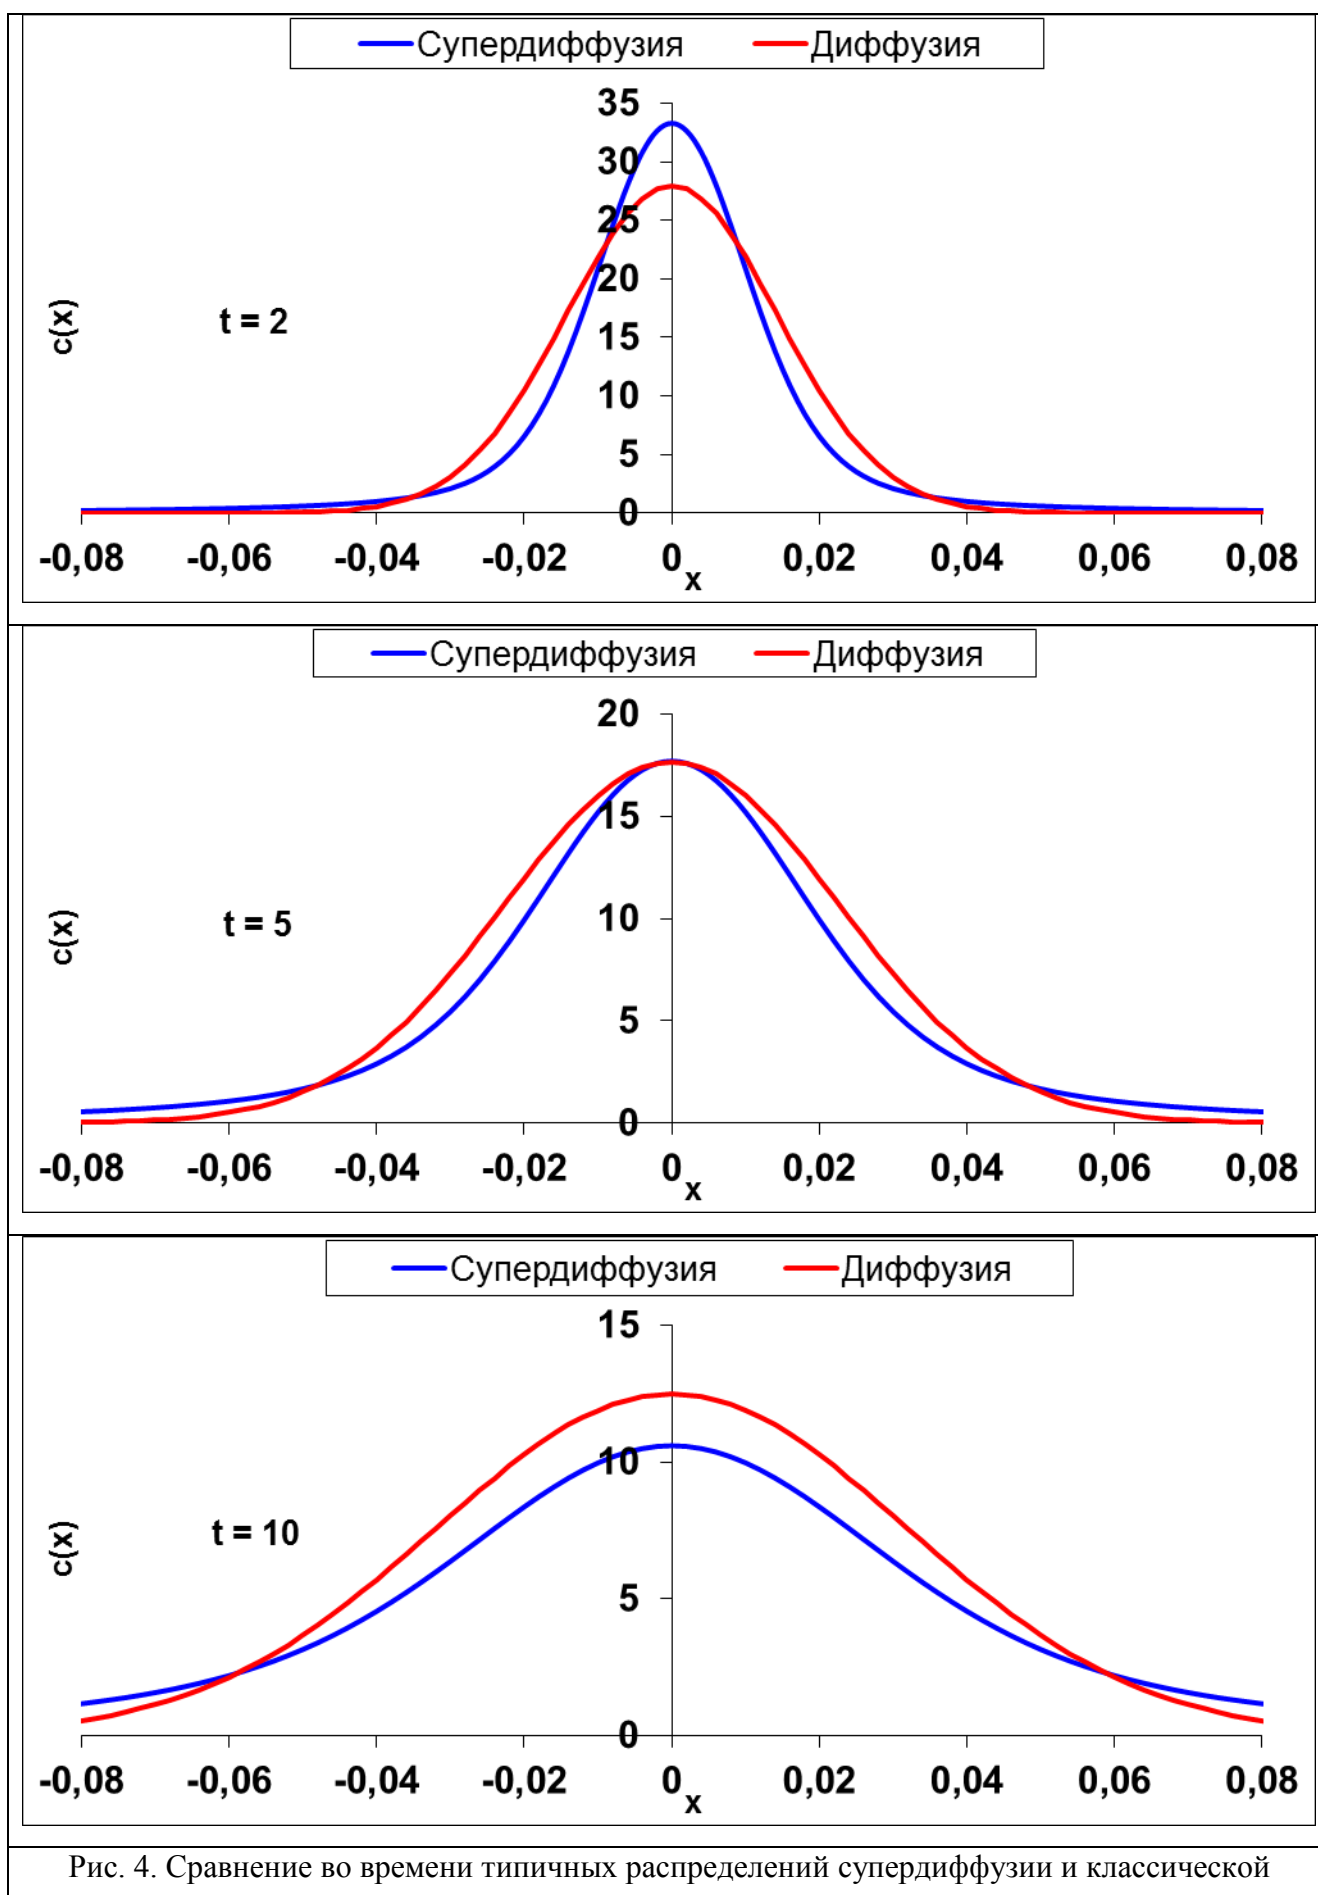 Супердиффузия Диффузия
35
30
25
20
15
10
5
0
c(x)
t = 2
-0,08 -0,06 -0,04 -0,02 0 0,02 0,04 0,06 0,08
x
Супердиффузия Диффузия
20
15
10
5
0
c(x)
t = 5
-0,08 -0,06 -0,04 -0,02 0 0,02 0,04 0,06 0,08
x
Супердиффузия Диффузия
15
10
5
0
c(x)
t = 10
-0,08 -0,06 -0,04 -0,02 0 0,02 0,04 0,06 0,08
x
Рис. 4. Сравнение во времени типичных распределений супердиффузии и классической